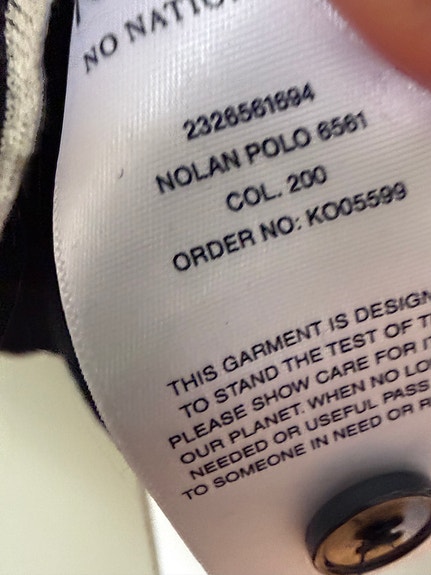 NO NATIO
2326561694
NOLAN POLO 6561
COL. 200
ORDER NO: KO05599
THIS GARMENT IS DESIGN
TO STAND THE TEST OF T
PLEASE SHOW CARE FOR IT
OUR PLANET. WHEN NO LO
NEEDED OR USEFUL PASS
TO SOMEONE IN NEED OR R